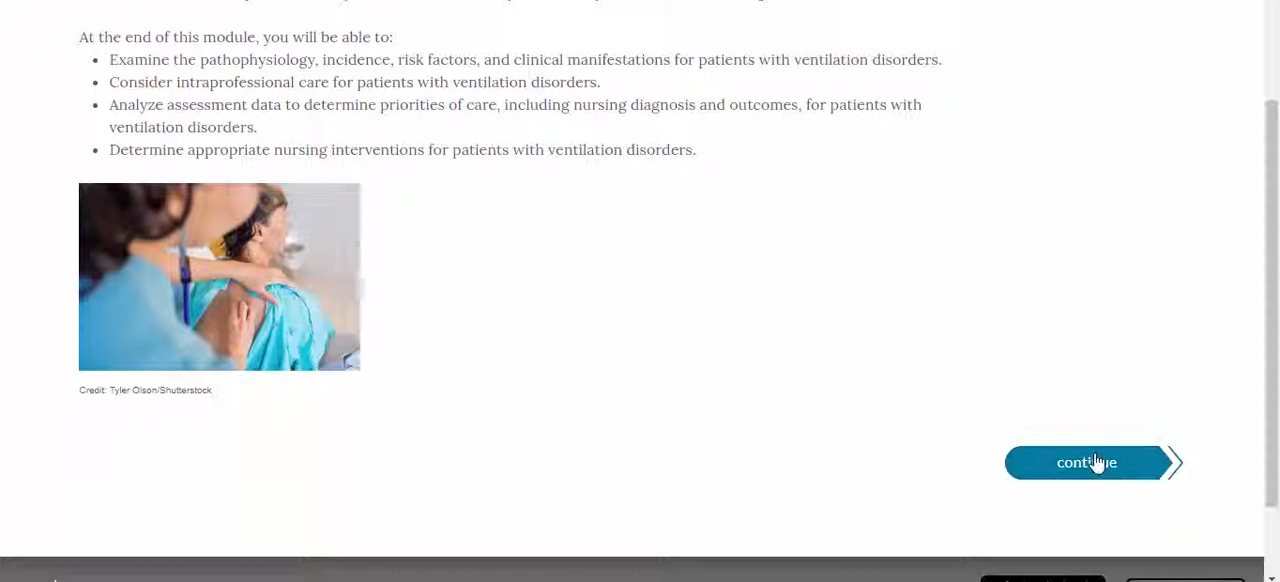 At the end of this module, you will be able to:
• Examine the pathophysiology, incidence, risk factors, and clinical manifestations for patients with ventilation disorders.
• Consider intraprofessional care for patients with ventilation disorders.
• Analyze assessment data to determine priorities of care, including nursing diagnosis and outcomes, for patients with
ventilation disorders.
• Determine appropriate nursing interventions for patients with ventilation disorders.
Credit: Tyler Olson/Shutterstock
continue